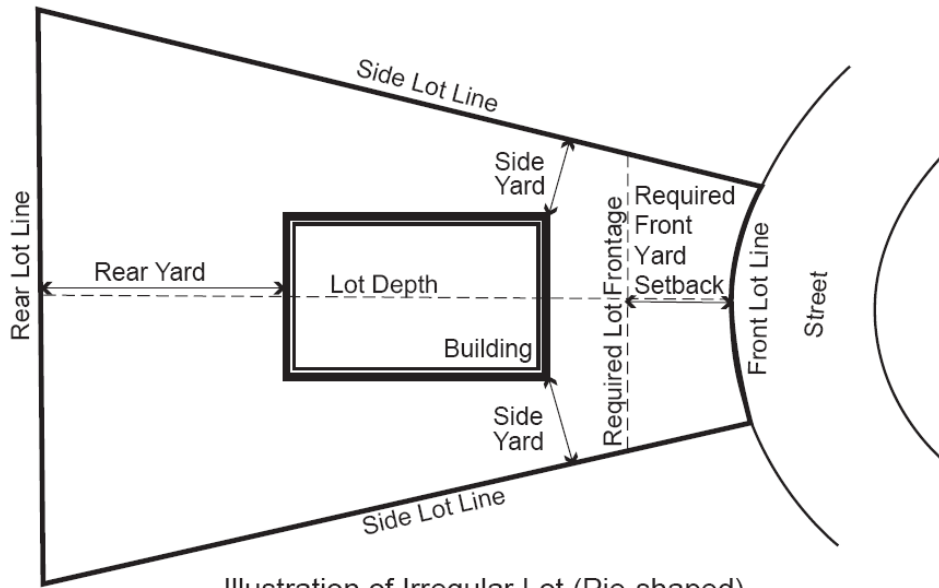 Side Lot Line
Side
Yard
Required
Front
Yard
Setback
Rear Lot Line
Rear Yard
Lot Depth
Building
Required Lot Frontage
Front Lot Line
Street
Side
Yard
Side Lot Line
Illustration of Irregular Lot (Pie-shaped)